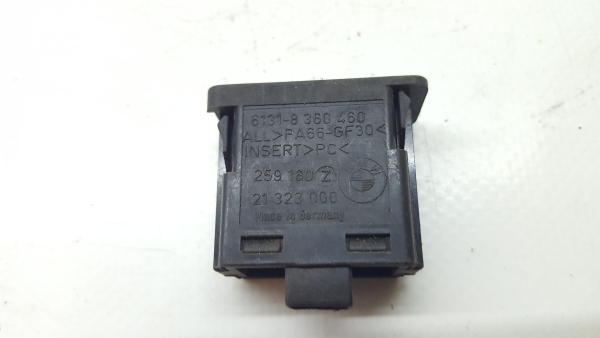 6131-8 360 460
ALL>PA66-GF30<
INSERT>PC<
259 180 Z
21 323 000
Made in Germany